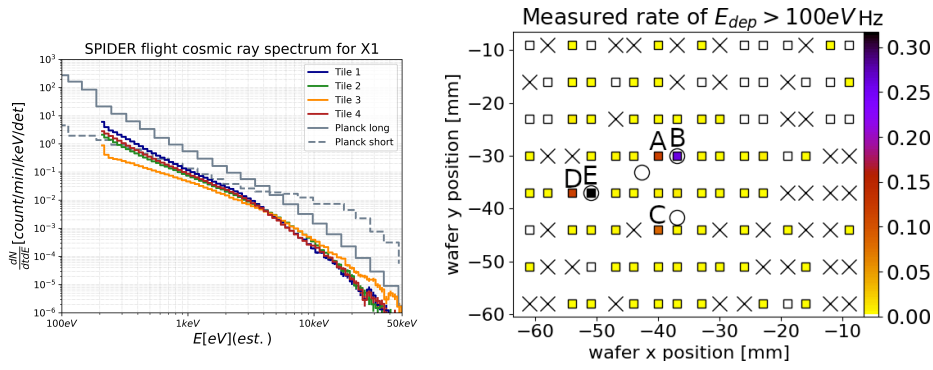 SPIDER flight cosmic ray spectrum for X1
dN/dtdE [count/min/keV/det]
10³
10²
10¹
10⁰
10⁻¹
10⁻²
10⁻³
10⁻⁴
10⁻⁵
10⁻⁶
Tile 1
Tile 2
Tile 3
Tile 4
Planck long
Planck short
100eV 1keV 10keV 50keV
E[eV](est.)
Measured rate of E_dep > 100eV Hz
wafer y position [mm]
−10
−20
−30
−40
−50
−60
A B
D E
C
−60 −50 −40 −30 −20 −10
wafer x position [mm]
0.30
0.25
0.20
0.15
0.10
0.05
0.00